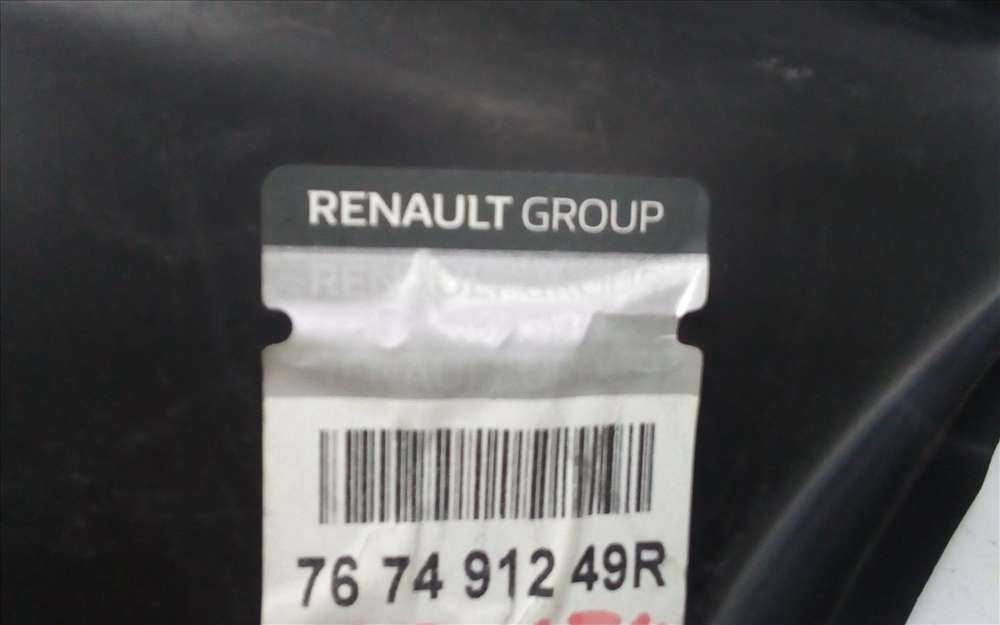 RENAULT GROUP
76 74 912 49R